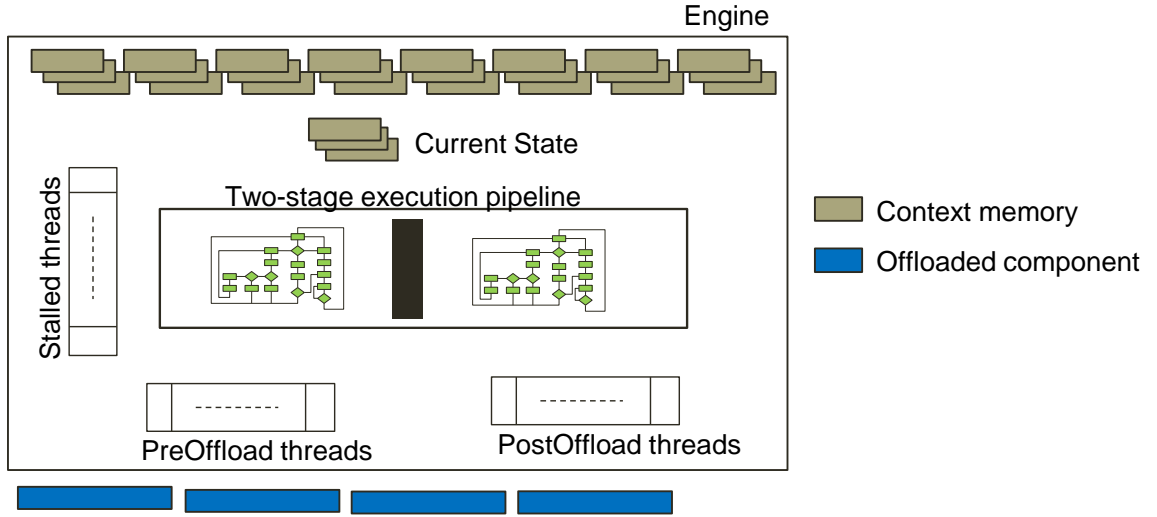 Engine
Current State
Two-stage execution pipeline
Stalled threads
Context memory
Offloaded component
PreOffload threads
PostOffload threads